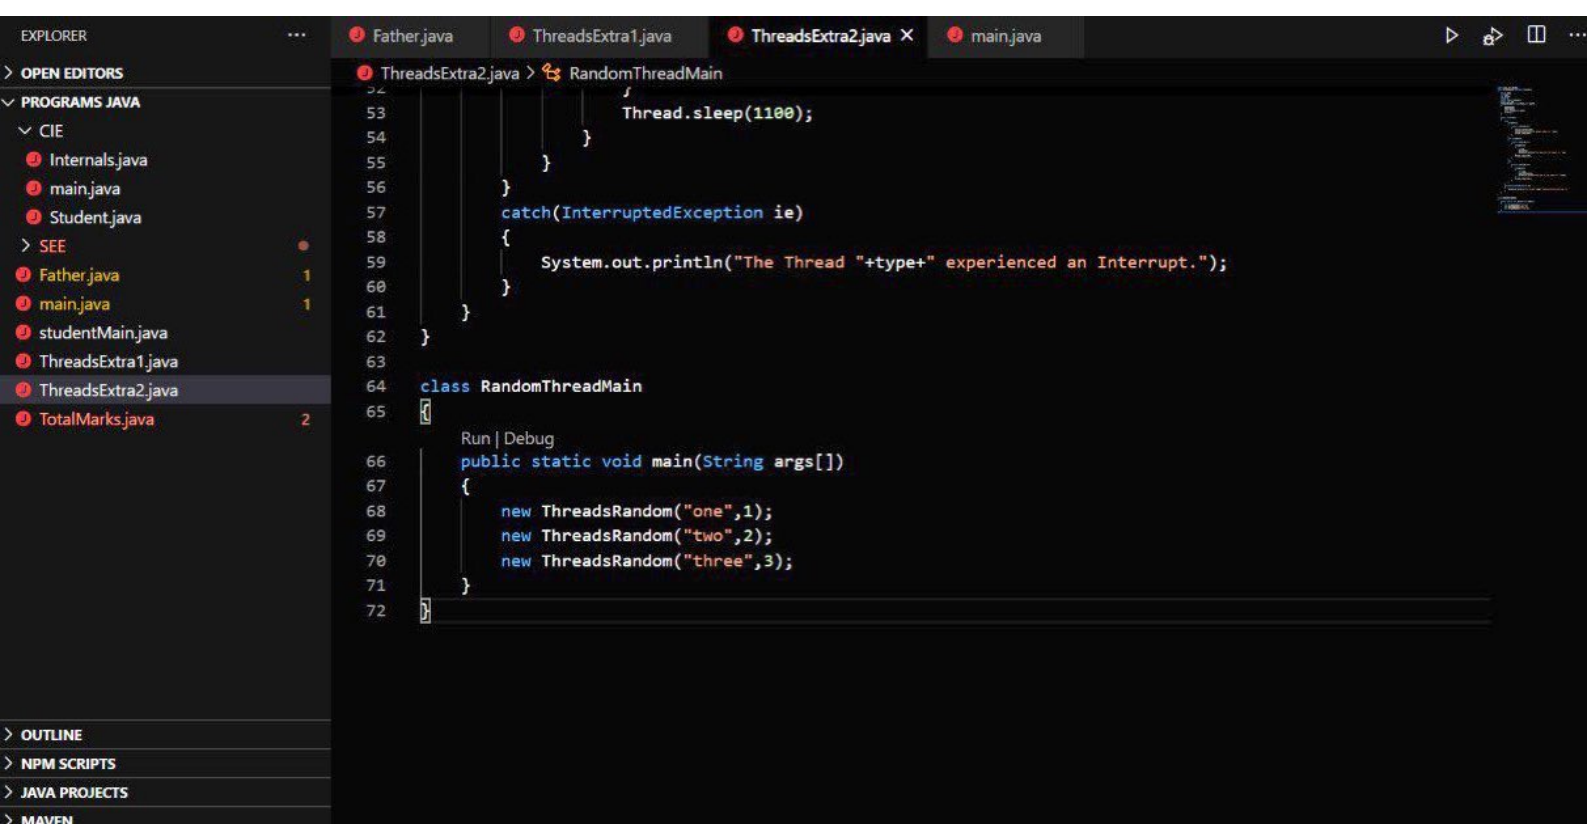 EXPLORER ...
> OPEN EDITORS
PROGRAMS JAVA
CIE
Internals.java
main.java
Student.java
> SEE
Father.java 1
main.java 1
studentMain.java
ThreadsExtra1.java
ThreadsExtra2.java
TotalMarks.java 2
> OUTLINE
> NPM SCRIPTS
> JAVA PROJECTS
> MAVEN
Father.java ThreadsExtra1.java ThreadsExtra2.java × main.java
ThreadsExtra2.java > RandomThreadMain
52 }
53 Thread.sleep(1100);
54 }
55 }
56 }
57 catch(InterruptedException ie)
58 {
59 System.out.println("The Thread "+type+" experienced an Interrupt.");
60 }
61 }
62 }
63
64 class RandomThreadMain
65 {
Run | Debug
66 public static void main(String args[])
67 {
68 new ThreadsRandom("one",1);
69 new ThreadsRandom("two",2);
70 new ThreadsRandom("three",3);
71 }
72 }